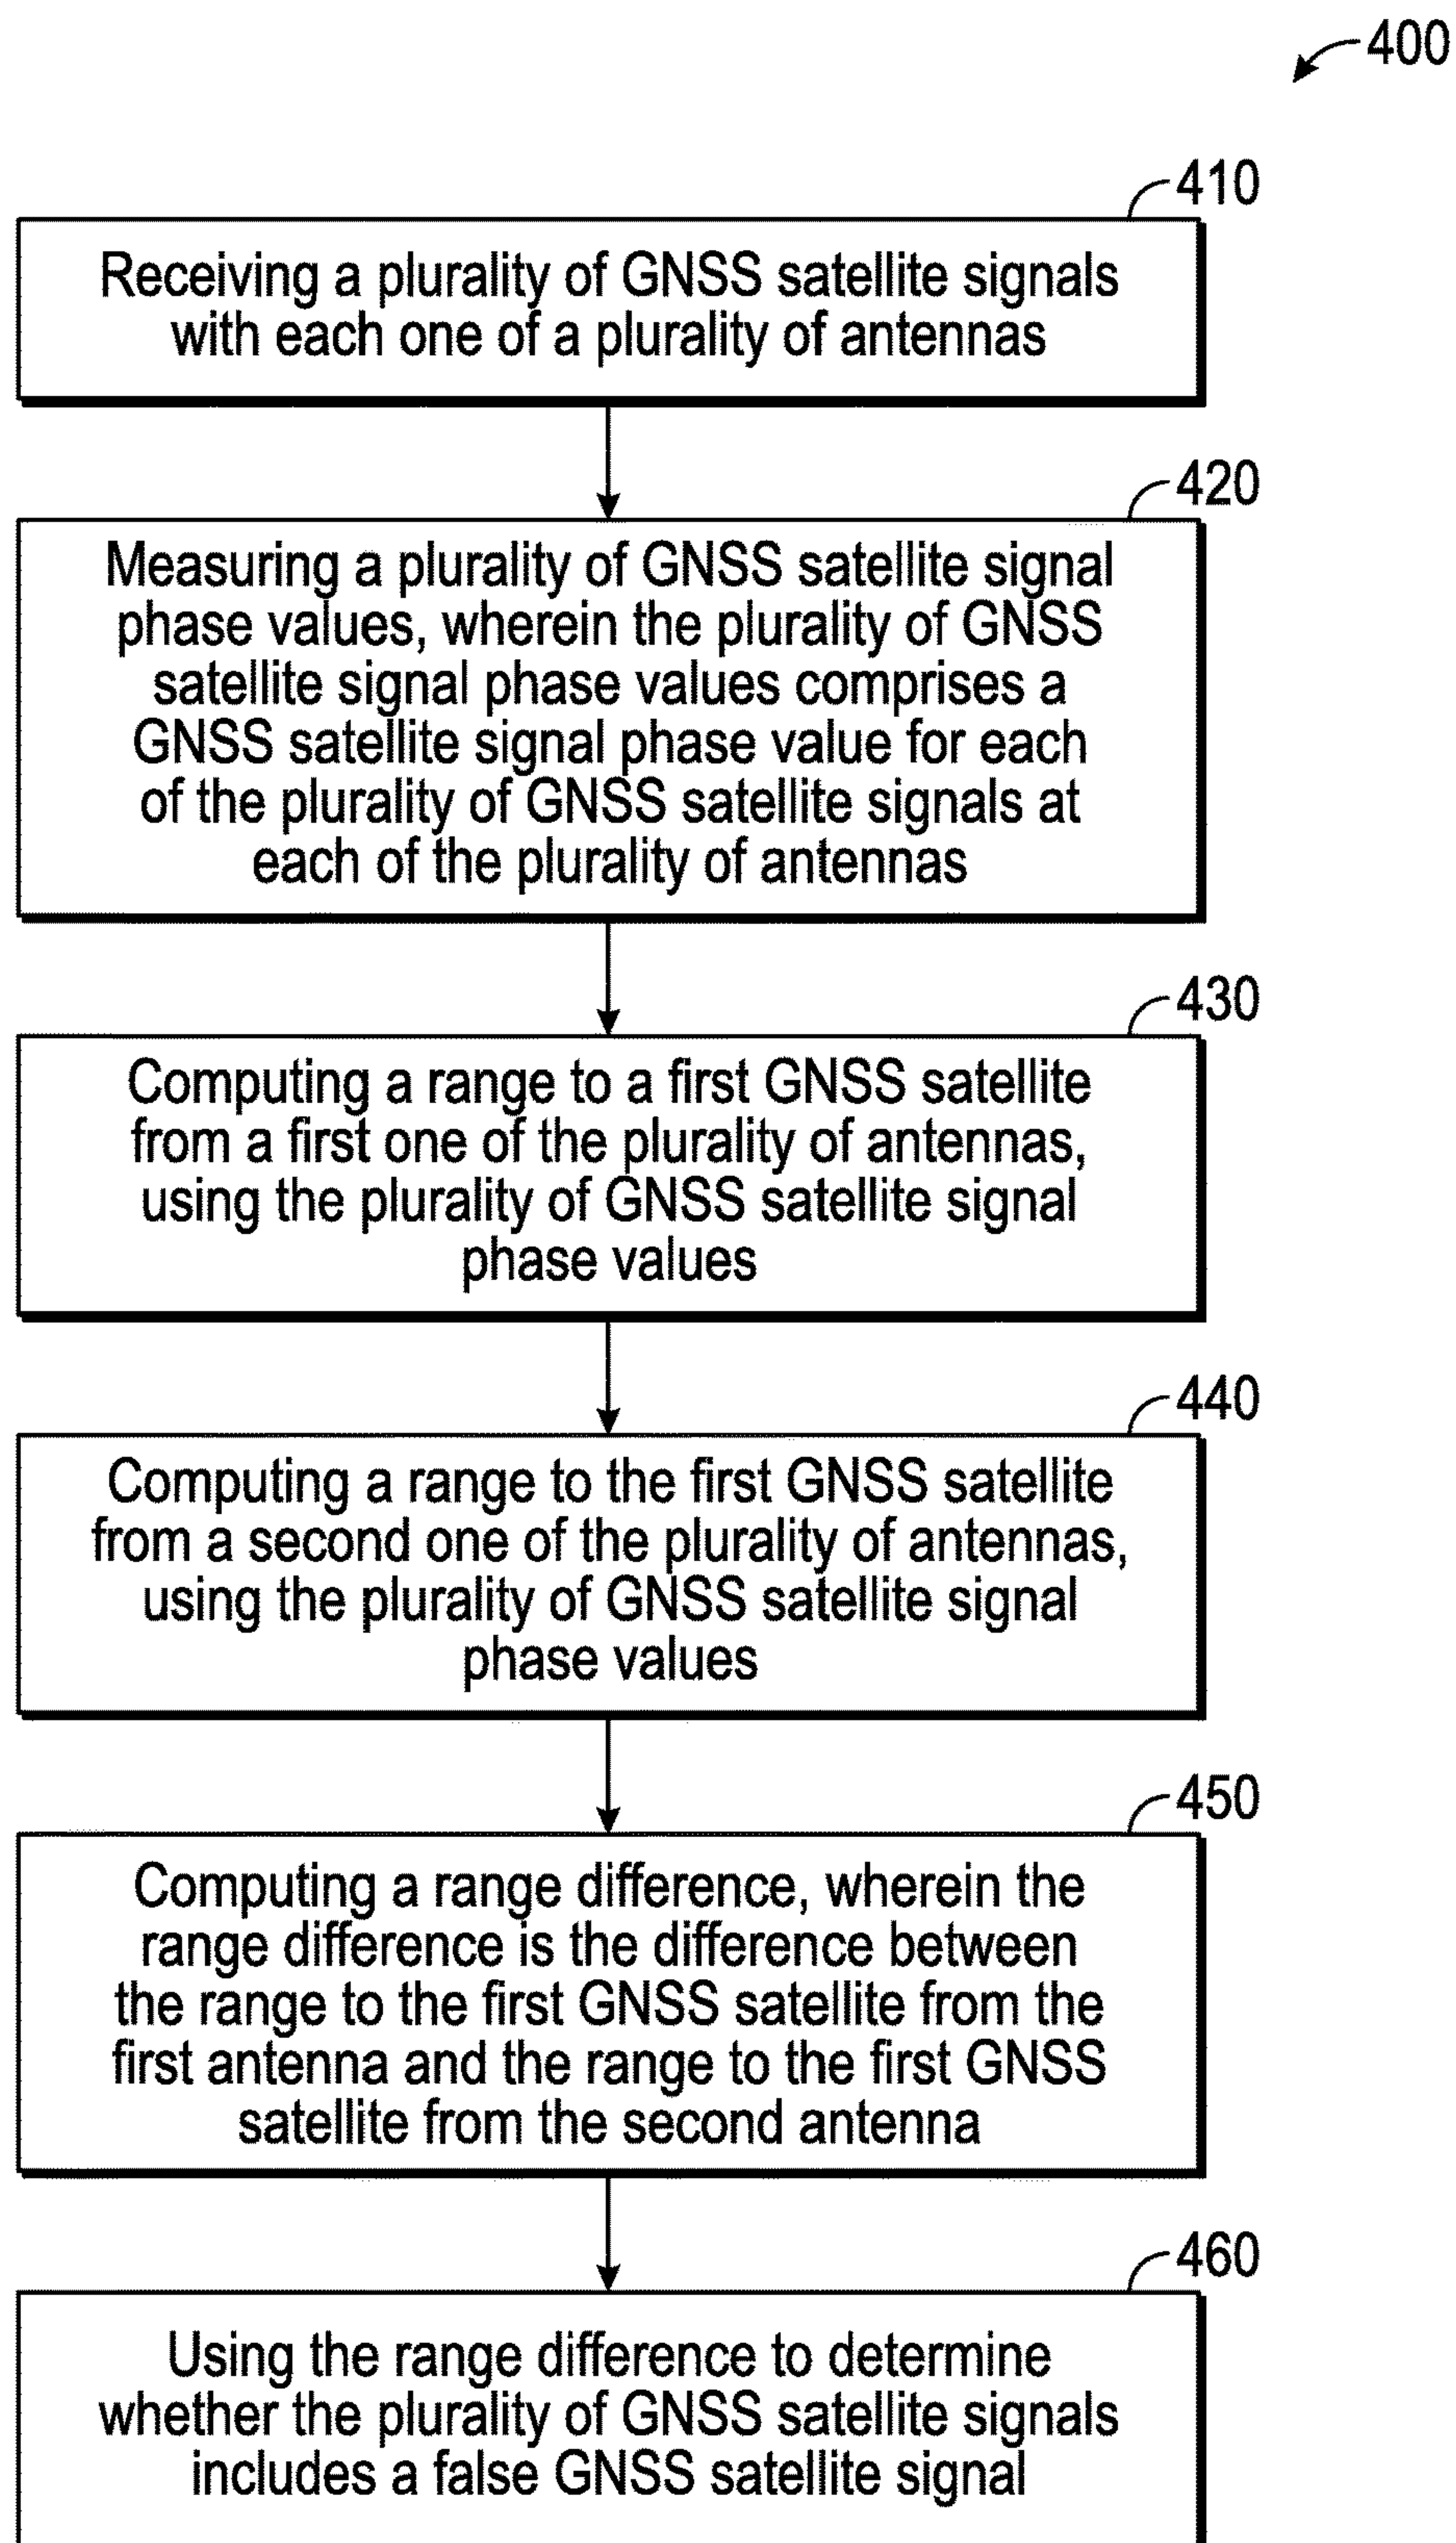 400
410
Receiving a plurality of GNSS satellite signals
with each one of a plurality of antennas
420
Measuring a plurality of GNSS satellite signal
phase values, wherein the plurality of GNSS
satellite signal phase values comprises a
GNSS satellite signal phase value for each
of the plurality of GNSS satellite signals at
each of the plurality of antennas
430
Computing a range to a first GNSS satellite
from a first one of the plurality of antennas,
using the plurality of GNSS satellite signal
phase values
440
Computing a range to the first GNSS satellite
from a second one of the plurality of antennas,
using the plurality of GNSS satellite signal
phase values
450
Computing a range difference, wherein the
range difference is the difference between
the range to the first GNSS satellite from the
first antenna and the range to the first GNSS
satellite from the second antenna
460
Using the range difference to determine
whether the plurality of GNSS satellite signals
includes a false GNSS satellite signal